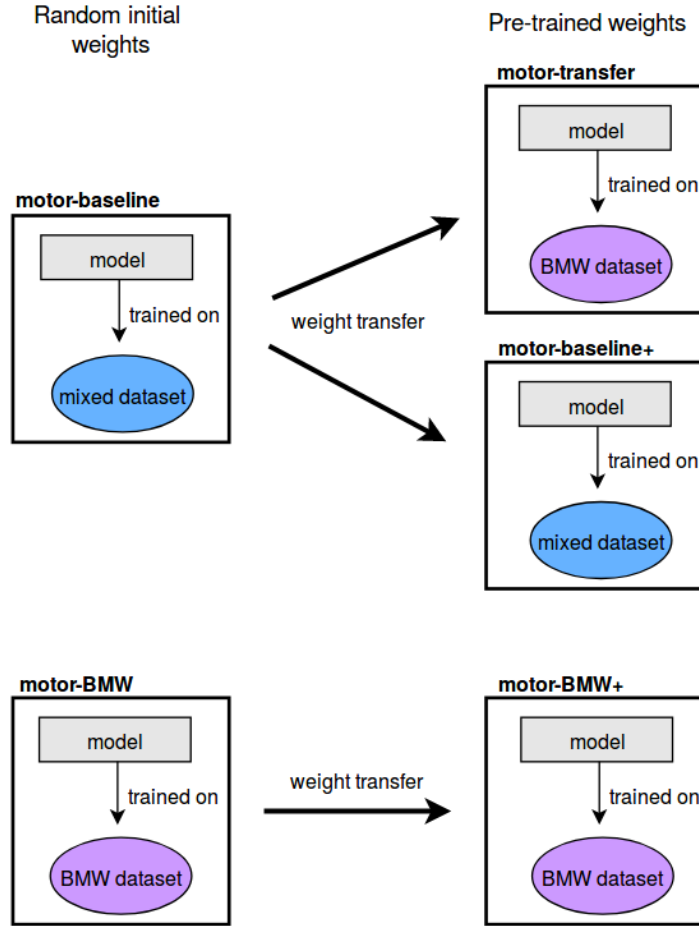 Random initial
weights
Pre-trained weights
motor-transfer
model
trained on
BMW dataset
motor-baseline
model
trained on
mixed dataset
weight transfer
motor-baseline+
model
trained on
mixed dataset
motor-BMW
model
trained on
BMW dataset
weight transfer
motor-BMW+
model
trained on
BMW dataset